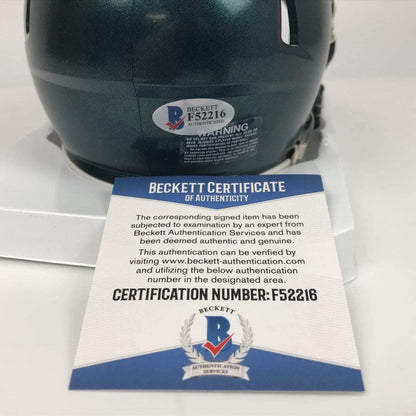 BECKETT
F52216
AUTHENTICATED
WARNING
BECKETT CERTIFICATE
OF AUTHENTICITY
The corresponding signed item has been
subjected to examination by an expert from
Beckett Authentication Services and has
been deemed authentic and genuine.
This authentication can be verified by
visiting www.beckett-authentication.com
and utilizing the below authentication
number in the designated area.
CERTIFICATION NUMBER: F52216
BECKETT
B
AUTHENTICATION
SERVICES